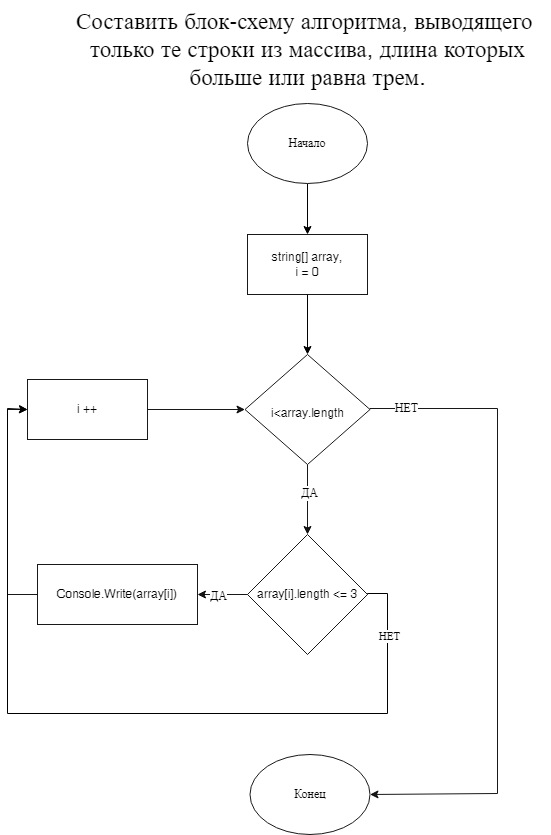 Составить блок-схему алгоритма, выводящего
только те строки из массива, длина которых
больше или равна трем.
Начало
string[] array,
i = 0
i ++
i<array.length
НЕТ
ДА
Console.Write(array[i])
ДА
array[i].length <= 3
НЕТ
Конец